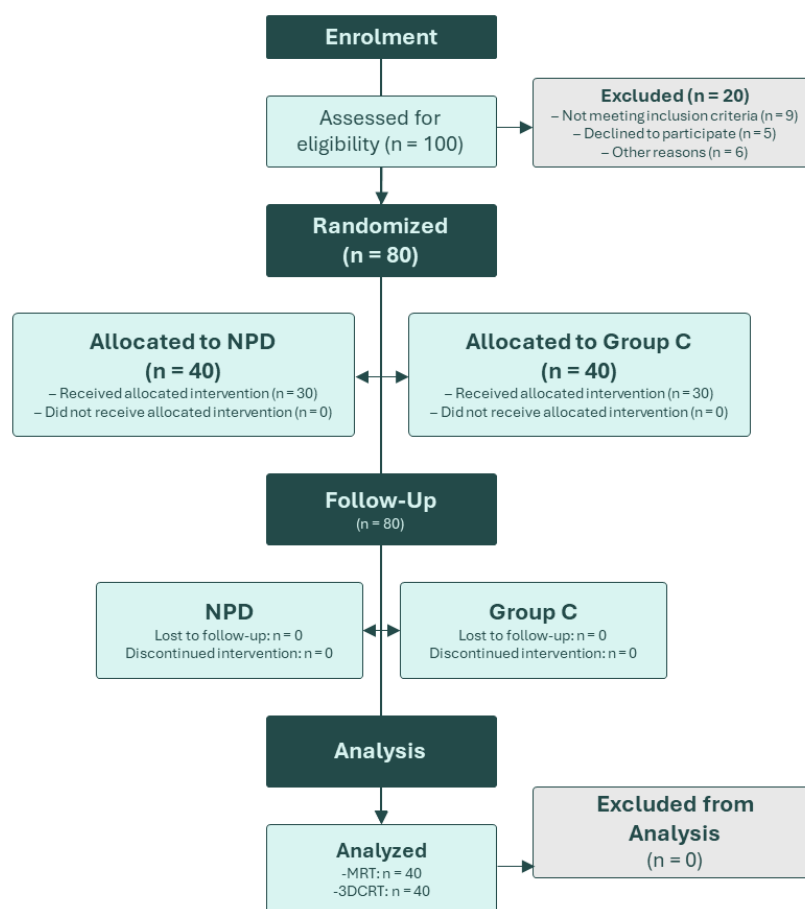 Enrolment
Assessed for
eligibility (n = 100)
Excluded (n = 20)
– Not meeting inclusion criteria (n = 9)
– Declined to participate (n = 5)
– Other reasons (n = 6)
Randomized
(n = 80)
Allocated to NPD
(n = 40)
– Received allocated intervention (n = 30)
– Did not receive allocated intervention (n = 0)
Allocated to Group C
(n = 40)
– Received allocated intervention (n = 30)
– Did not receive allocated intervention (n = 0)
Follow-Up
(n = 80)
NPD
Lost to follow-up: n = 0
Discontinued intervention: n = 0
Group C
Lost to follow-up: n = 0
Discontinued intervention: n = 0
Analysis
Analyzed
-MRT: n = 40
-3DCRT: n = 40
Excluded from
Analysis
(n = 0)